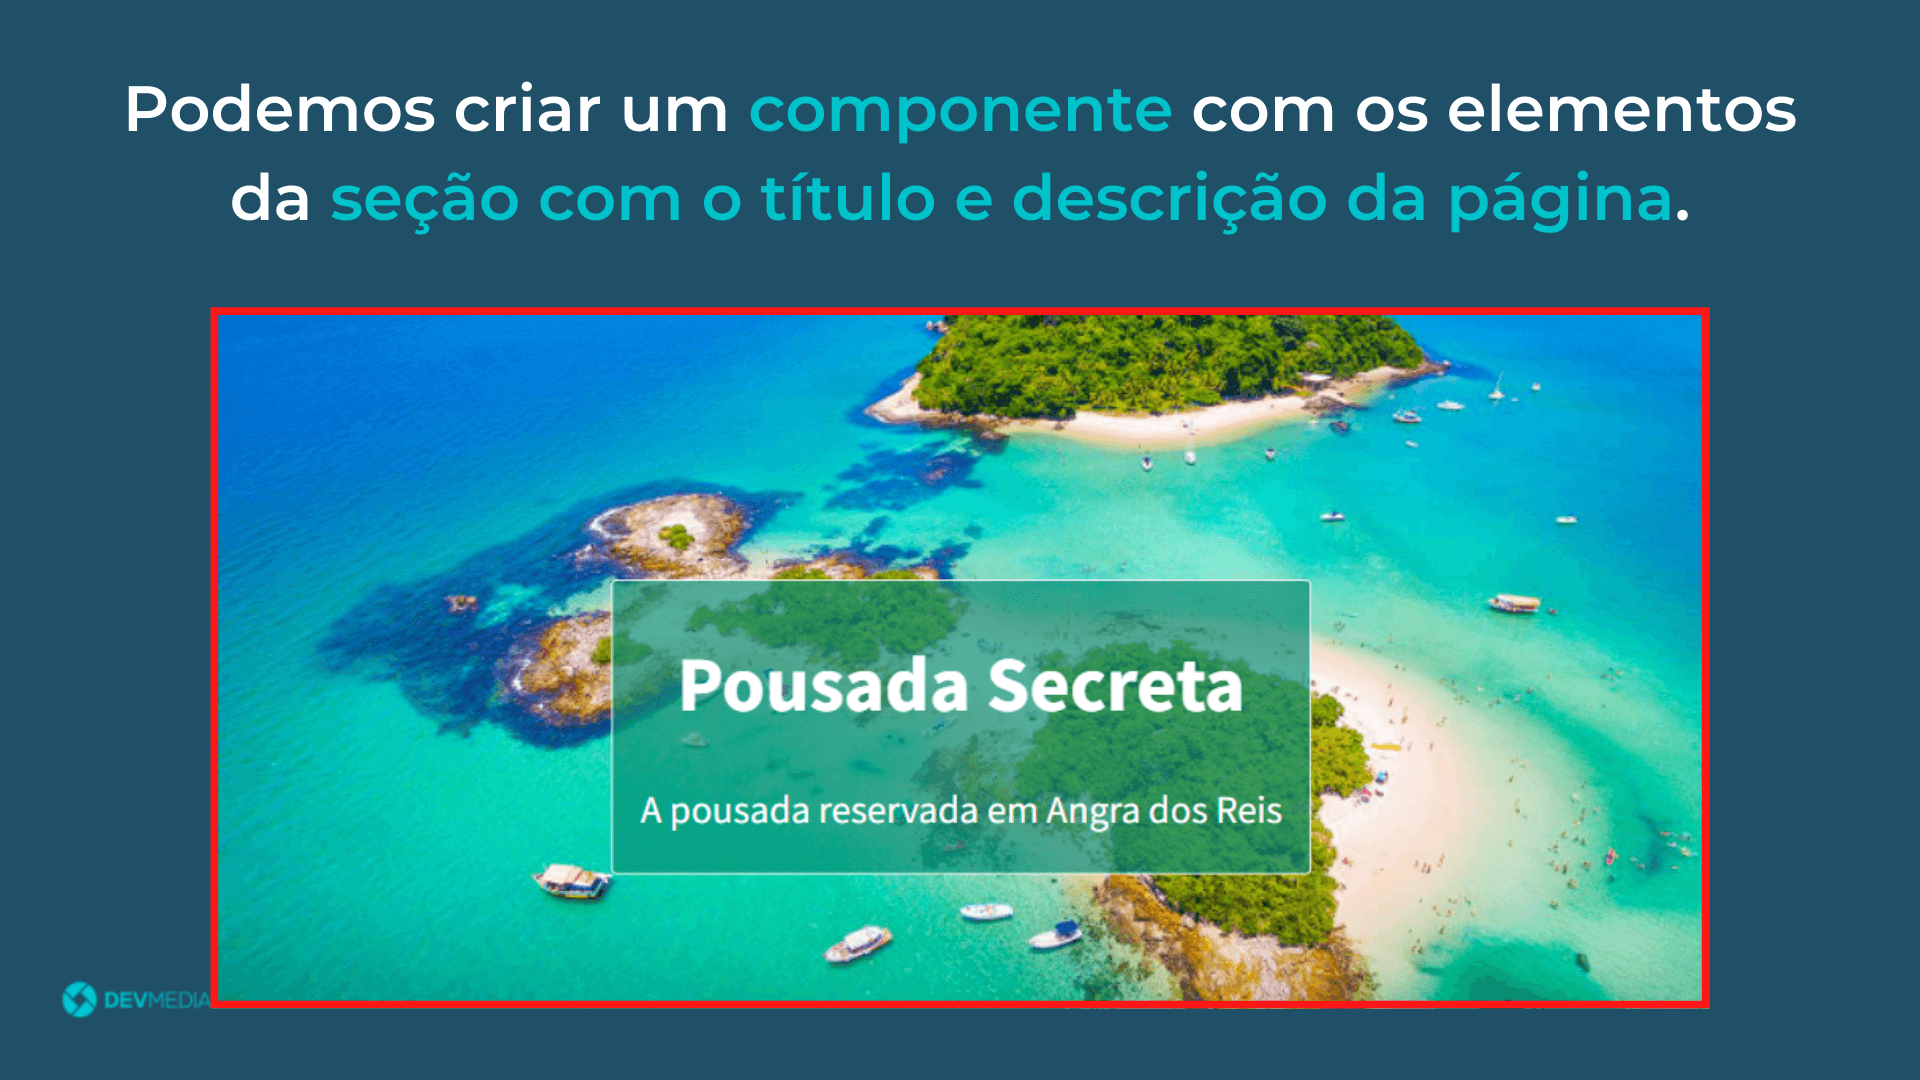 Podemos criar um componente com os elementos
da seção com o título e descrição da página.
Pousada Secreta
A pousada reservada em Angra dos Reis
DEVMEDIA